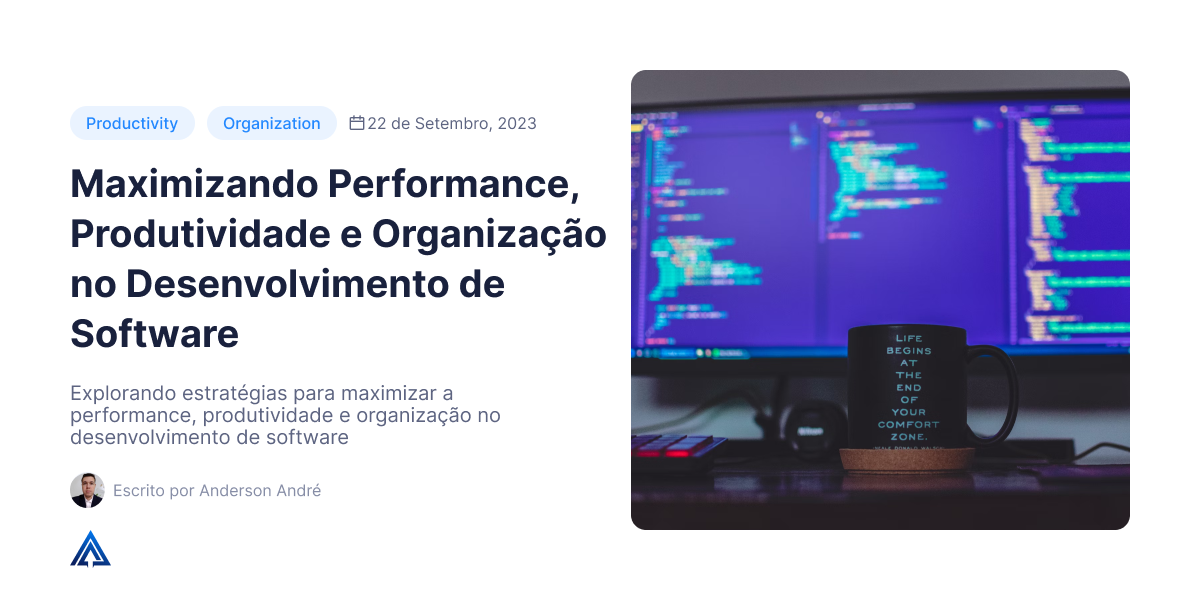 Productivity
Organization
22 de Setembro, 2023
Maximizando Performance,
Produtividade e Organização
no Desenvolvimento de
Software
Explorando estratégias para maximizar a
performance, produtividade e organização no
desenvolvimento de software
Escrito por Anderson André
LIFE
BEGINS
AT
THE
END
OF
YOUR
COMFORT
ZONE.